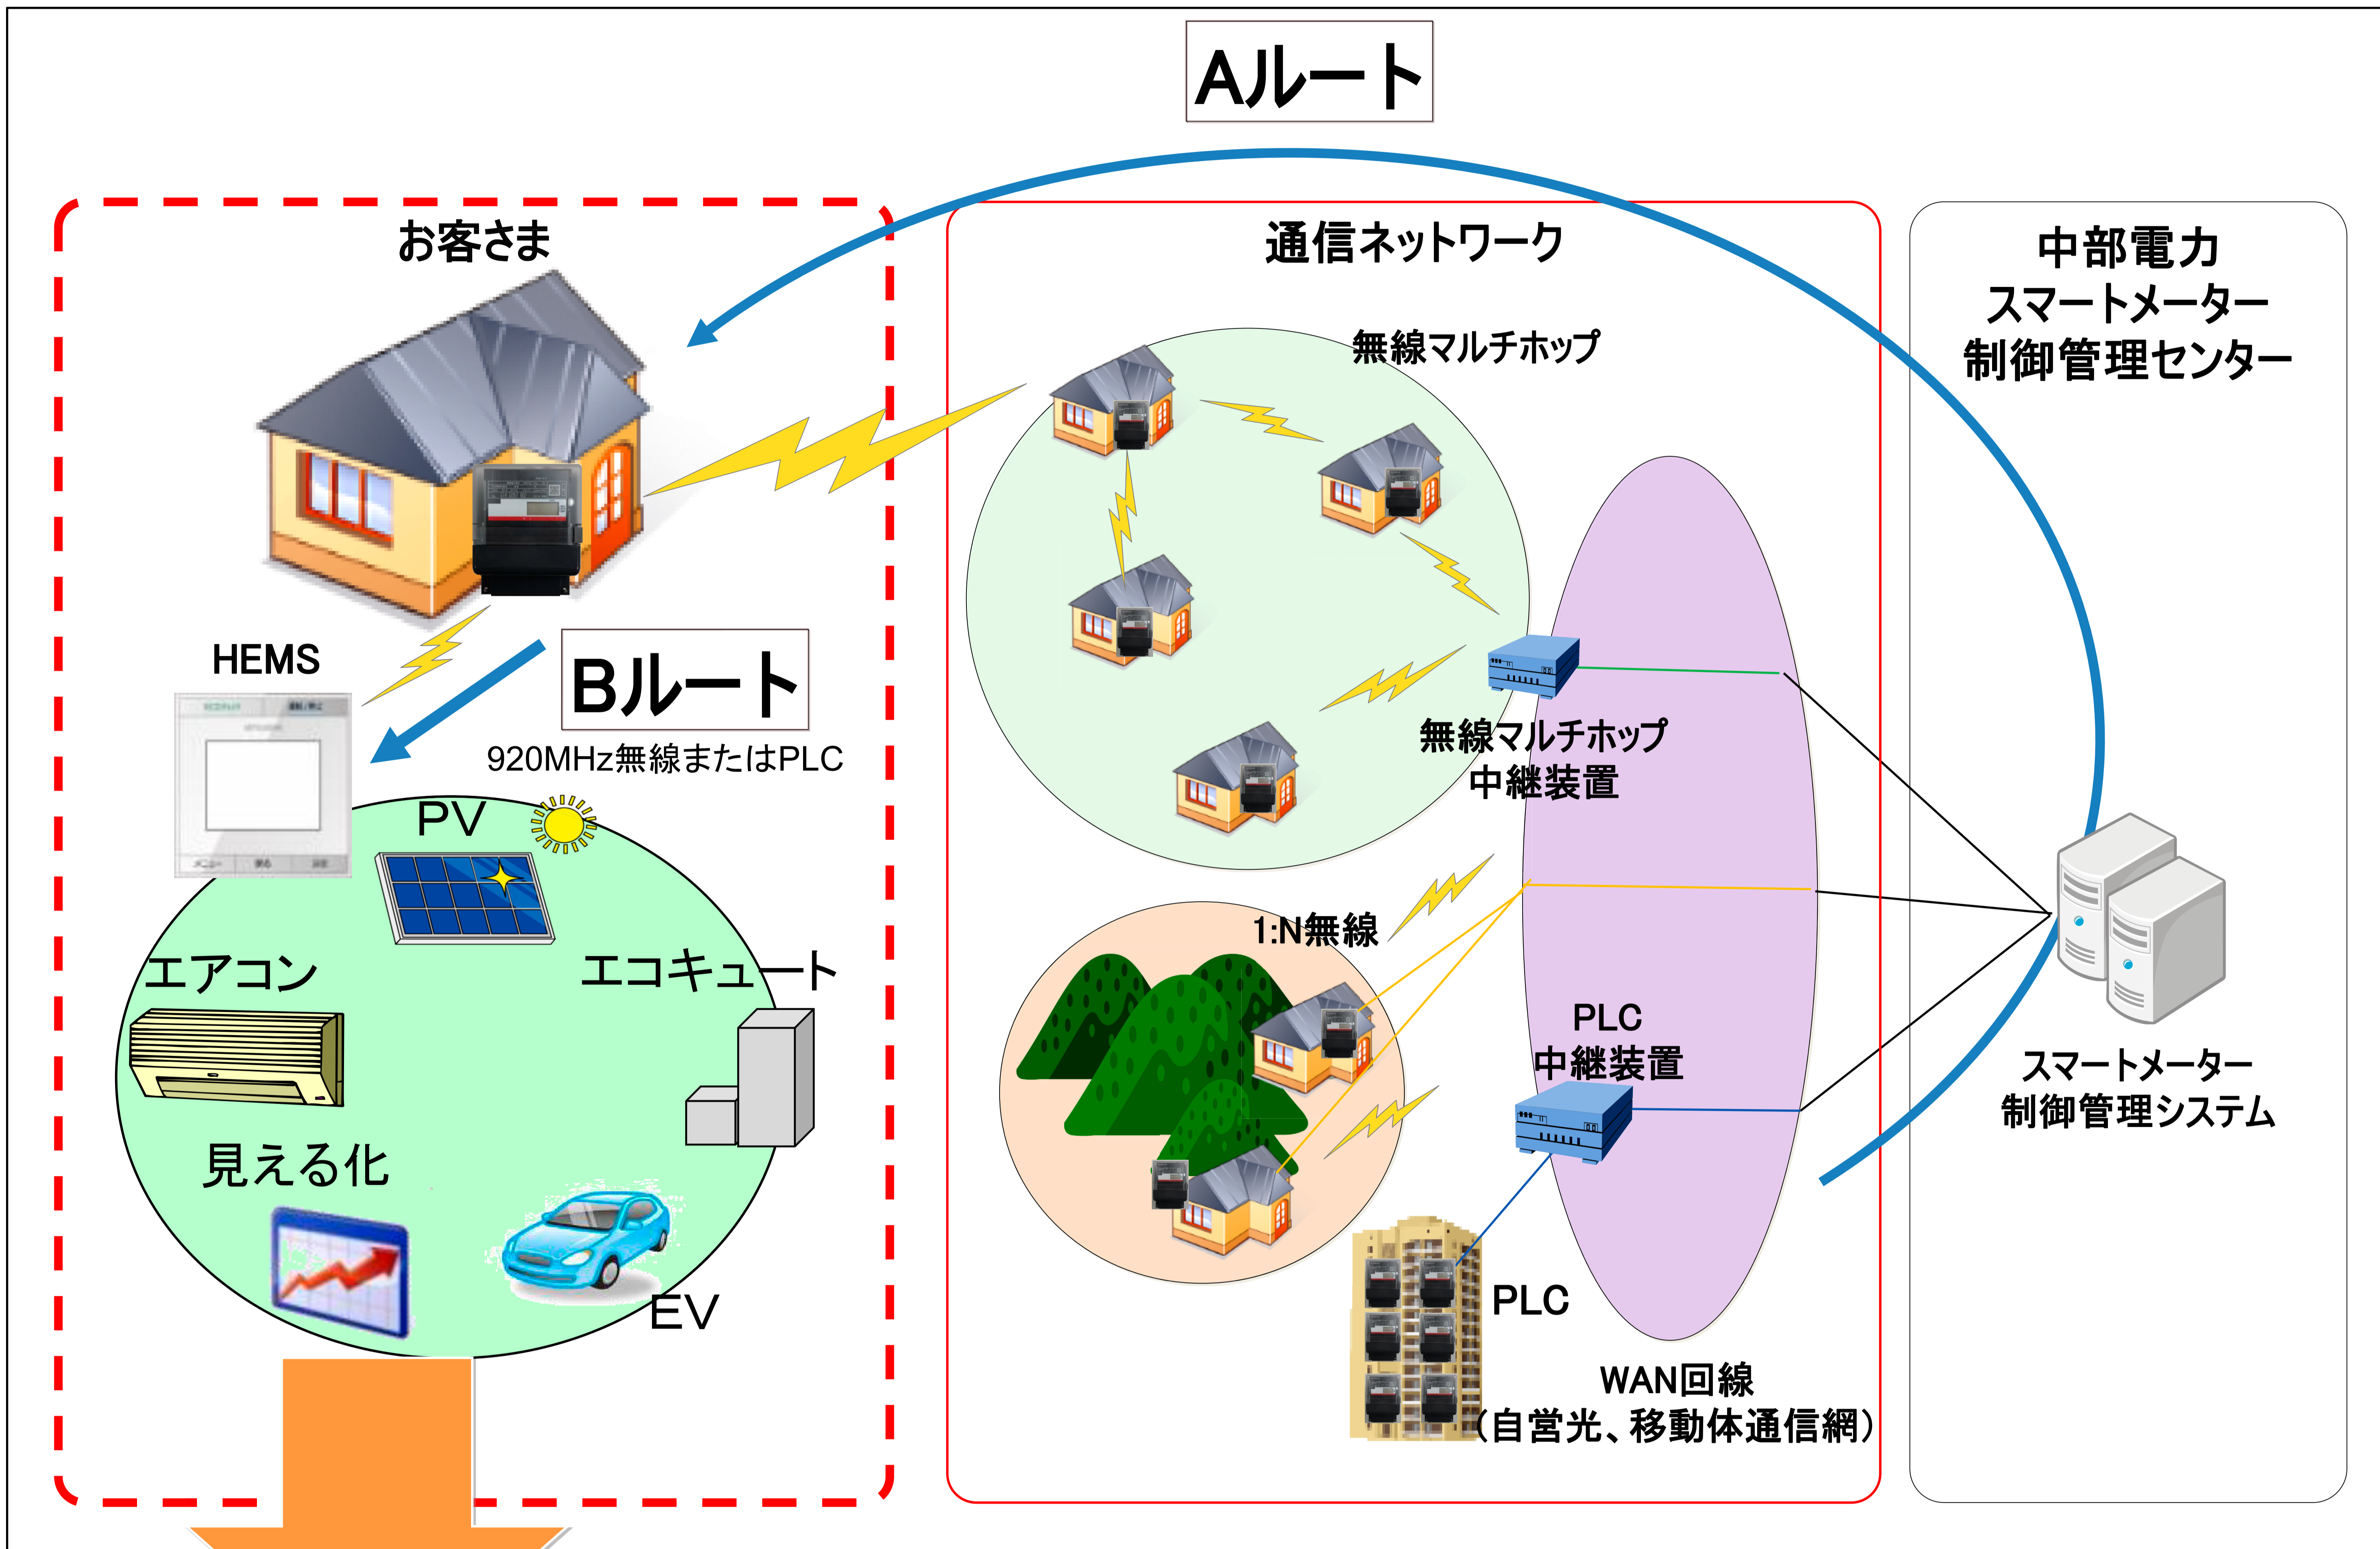 Aルート
お客さま
HEMS
Bルート
920MHz無線またはPLC
PV
エアコン
エコキュート
見える化
EV
通信ネットワーク
無線マルチホップ
無線マルチホップ
中継装置
1:N無線
PLC
中継装置
PLC
WAN回線
(自営光、移動体通信網)
中部電力
スマートメーター
制御管理センター
スマートメーター
制御管理システム